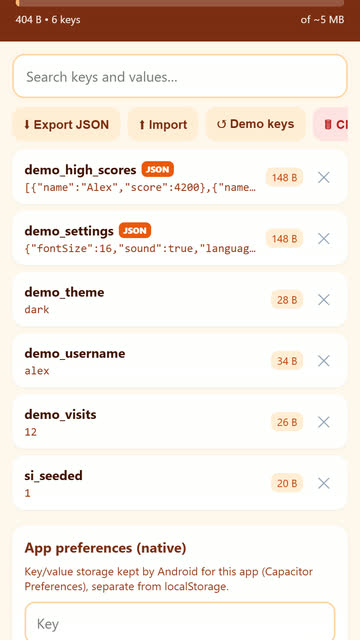 404 B • 6 keys
of ~5 MB
Search keys and values...
⬇ Export JSON
⬆ Import
↺ Demo keys
demo_high_scores JSON
[{"name":"Alex","score":4200},{"name…
148 B
demo_settings JSON
{"fontSize":16,"sound":true,"languag…
148 B
demo_theme
dark
28 B
demo_username
alex
34 B
demo_visits
12
26 B
si_seeded
1
20 B
App preferences (native)
Key/value storage kept by Android for this app (Capacitor
Preferences), separate from localStorage.
Key